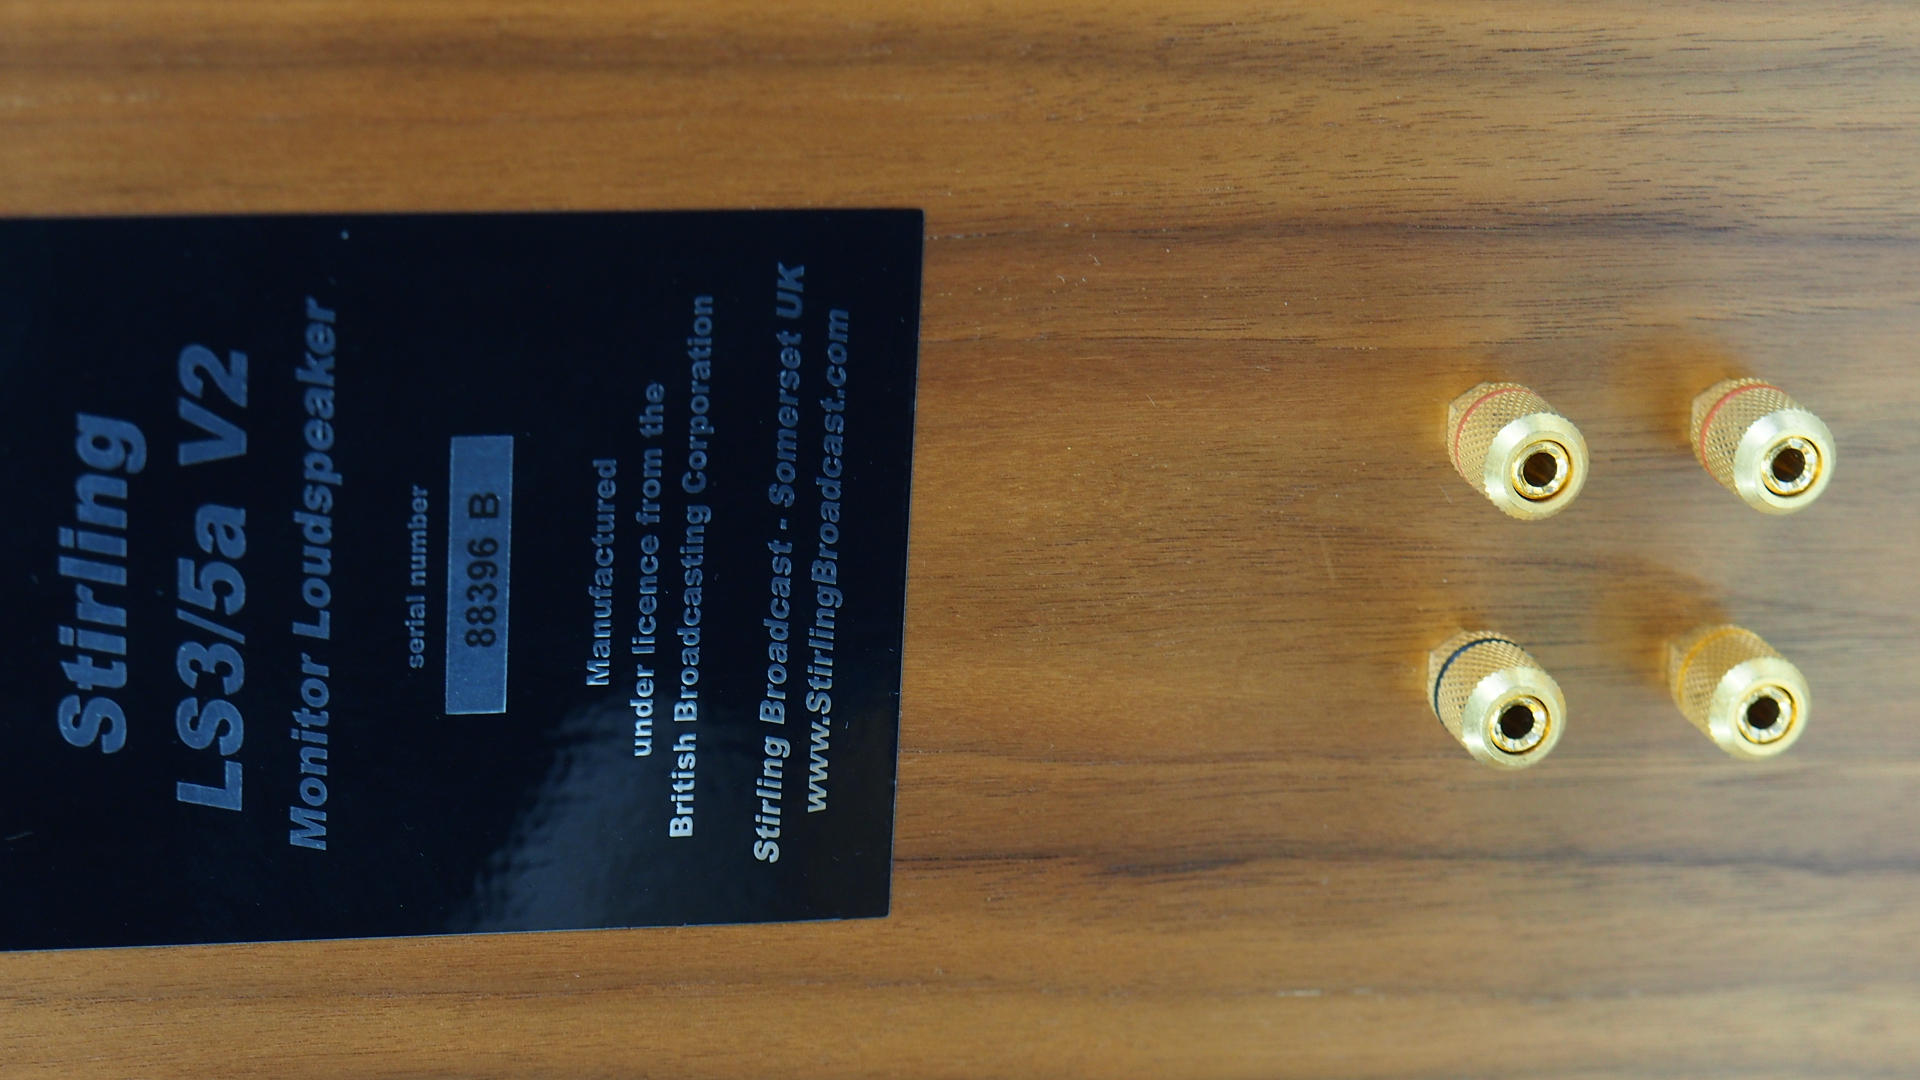 Stirling
LS3/5a V2
Monitor Loudspeaker
serial number
88396 B
Manufactured
under licence from the
British Broadcasting Corporation
Stirling Broadcast - Somerset UK
www.StirlingBroadcast.com